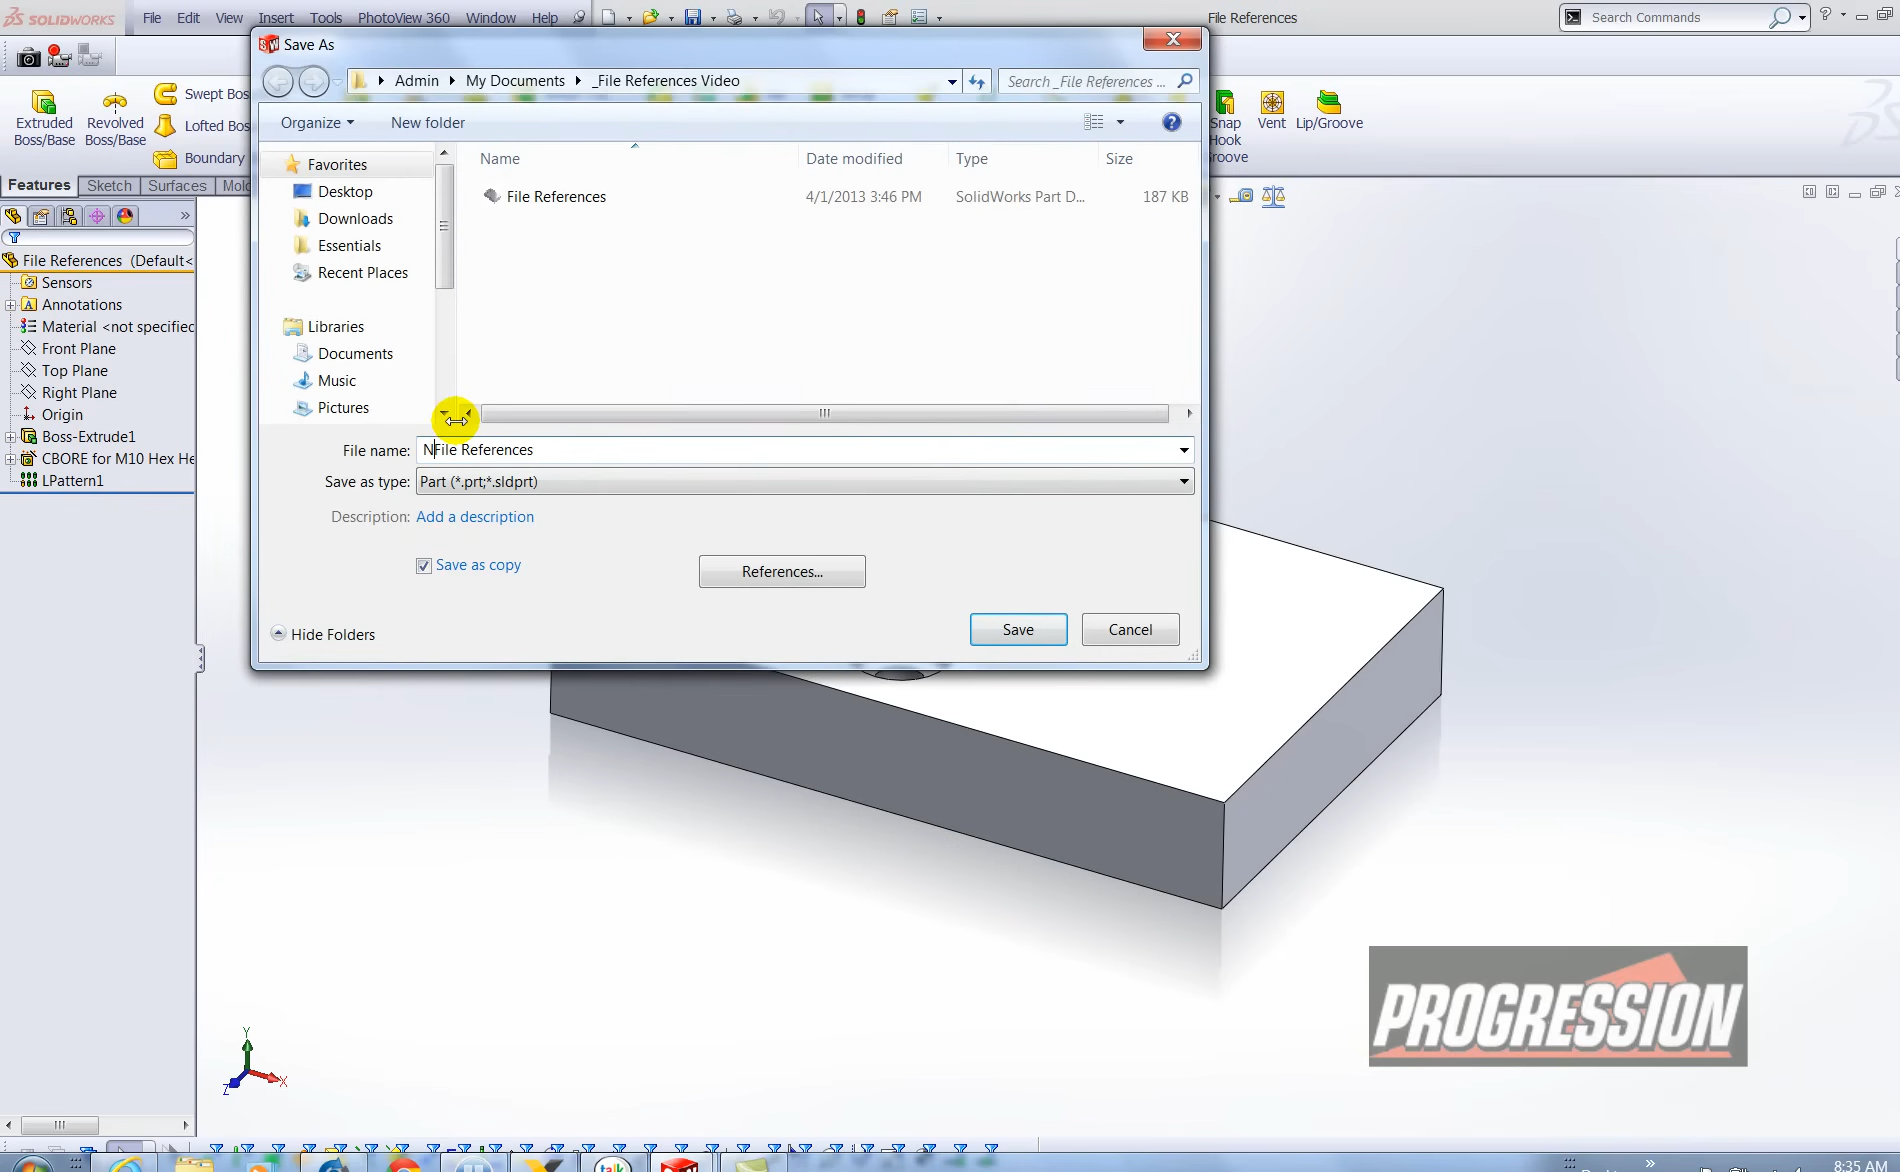 SOLIDWORKS File Edit View Insert Tools PhotoView 360 Window Help File References Search Commands
Save As
Admin My Documents _File References Video Search _File References ...
Organize New folder
Extruded Boss/Base
Revolved Boss/Base
Swept Bos
Lofted Bos
Boundary
Snap Hook roove
Vent
Lip/Groove
Features Sketch Surfaces Mol
Favorites
Desktop
Downloads
Essentials
Recent Places
Libraries
Documents
Music
Pictures
Name Date modified Type Size
File References 4/1/2013 3:46 PM SolidWorks Part D... 187 KB
File name: NFile References
Save as type: Part (*.prt;*.sldprt)
Description: Add a description
Save as copy References...
Save Cancel
Hide Folders
File References (Default<
Sensors
Annotations
Material <not specified
Front Plane
Top Plane
Right Plane
Origin
Boss-Extrude1
CBORE for M10 Hex He
LPattern1
PROGRESSION
Y
X
Z
talk
8:35 AM